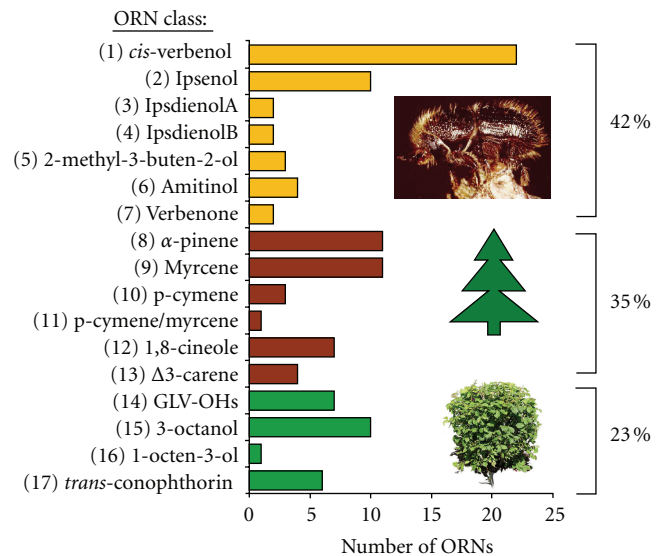 ORN class:
(1) cis-verbenol
(2) Ipsenol
(3) IpsdienolA
(4) IpsdienolB
(5) 2-methyl-3-buten-2-ol
(6) Amitinol
(7) Verbenone
(8) α-pinene
(9) Myrcene
(10) p-cymene
(11) p-cymene/myrcene
(12) 1,8-cineole
(13) Δ3-carene
(14) GLV-OHs
(15) 3-octanol
(16) 1-octen-3-ol
(17) trans-conophthorin
42%
35%
23%
0 5 10 15 20 25
Number of ORNs